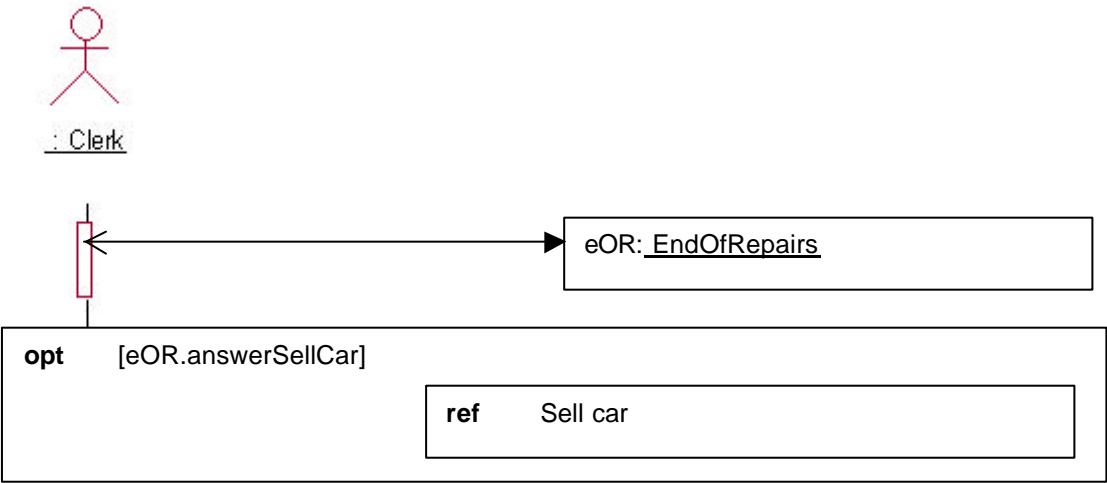 : Clerk
eOR: EndOfRepairs
opt [eOR.answerSellCar]
ref Sell car